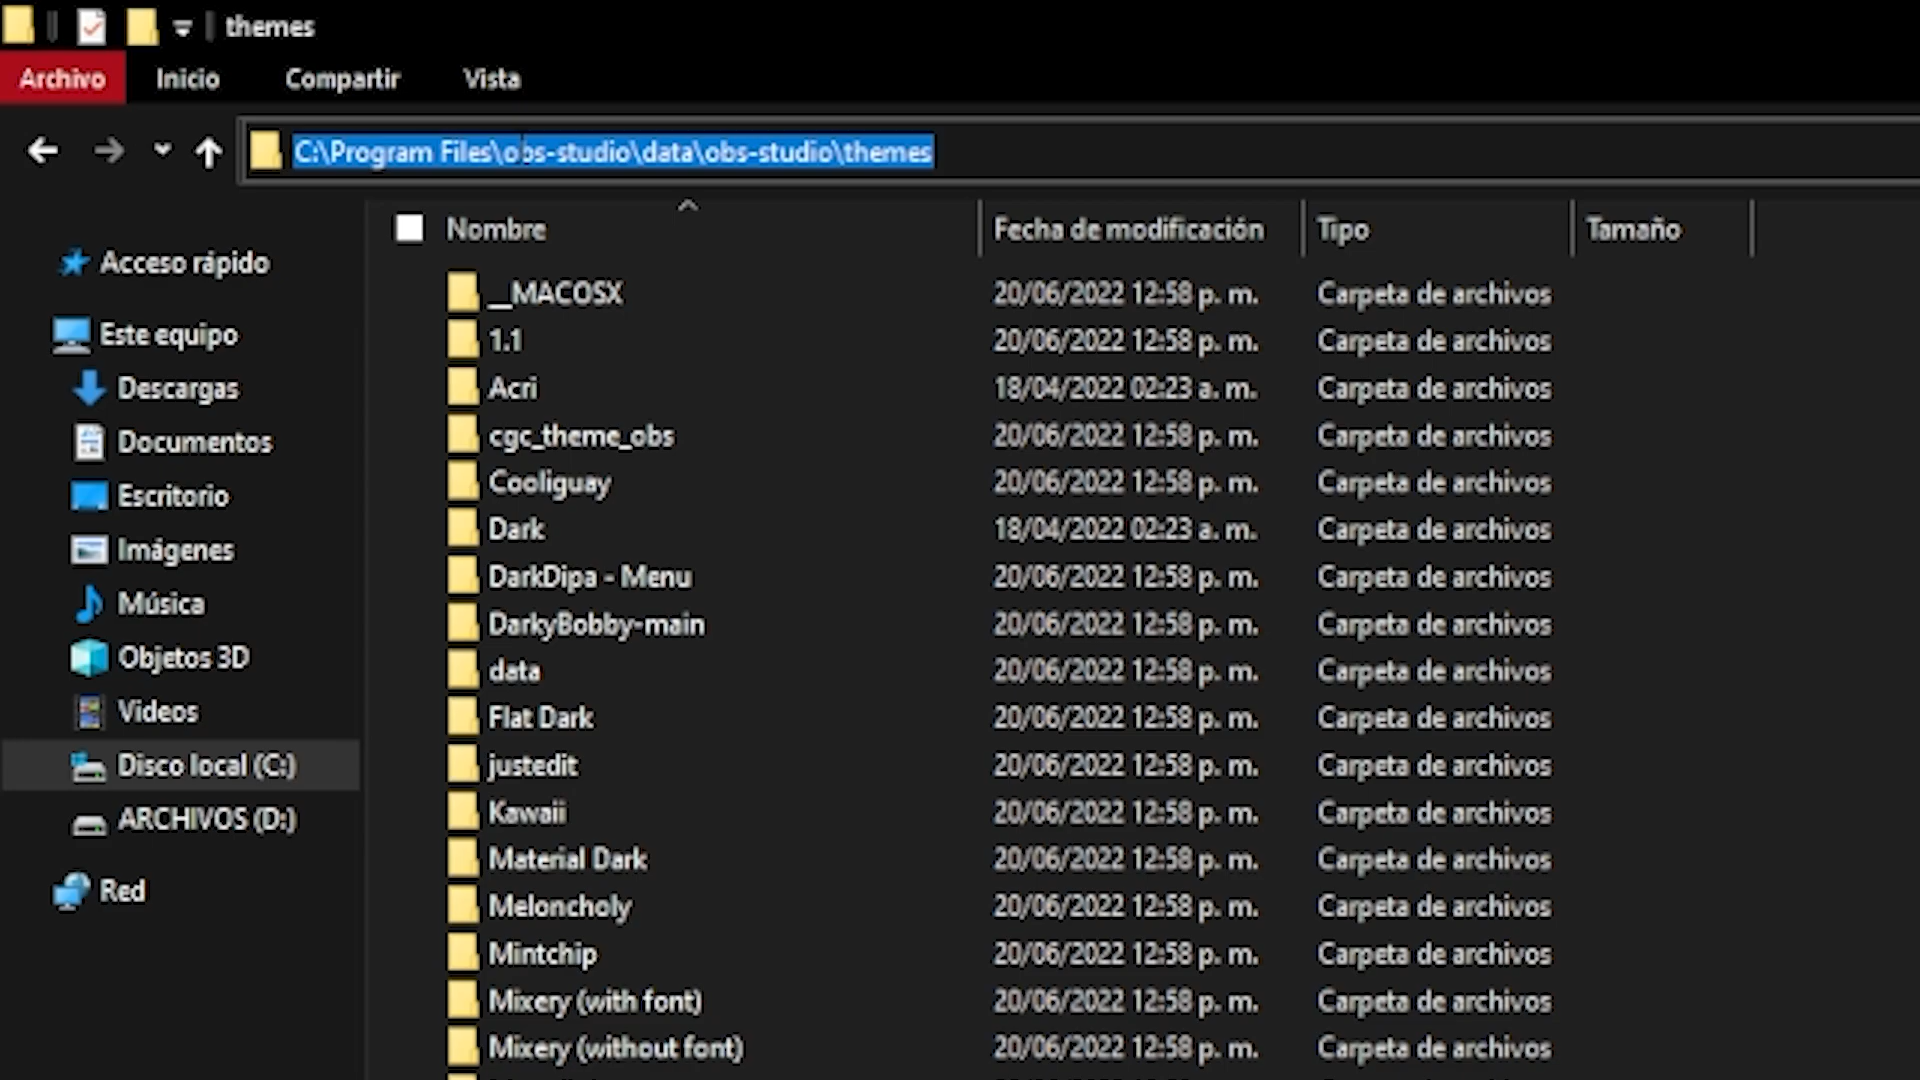 themes
Archivo Inicio Compartir Vista
C:\Program Files\obs-studio\data\obs-studio\themes
Nombre Fecha de modificación Tipo Tamaño
Acceso rápido
Este equipo
Descargas
Documentos
Escritorio
Imágenes
Música
Objetos 3D
Videos
Disco local (C:)
ARCHIVOS (D:)
Red
__MACOSX 20/06/2022 12:58 p. m. Carpeta de archivos
1.1 20/06/2022 12:58 p. m. Carpeta de archivos
Acri 18/04/2022 02:23 a. m. Carpeta de archivos
cgc_theme_obs 20/06/2022 12:58 p. m. Carpeta de archivos
Cooliguay 20/06/2022 12:58 p. m. Carpeta de archivos
Dark 18/04/2022 02:23 a. m. Carpeta de archivos
DarkDipa - Menu 20/06/2022 12:58 p. m. Carpeta de archivos
DarkyBobby-main 20/06/2022 12:58 p. m. Carpeta de archivos
data 20/06/2022 12:58 p. m. Carpeta de archivos
Flat Dark 20/06/2022 12:58 p. m. Carpeta de archivos
justedit 20/06/2022 12:58 p. m. Carpeta de archivos
Kawaii 20/06/2022 12:58 p. m. Carpeta de archivos
Material Dark 20/06/2022 12:58 p. m. Carpeta de archivos
Meloncholy 20/06/2022 12:58 p. m. Carpeta de archivos
Mintchip 20/06/2022 12:58 p. m. Carpeta de archivos
Mixery (with font) 20/06/2022 12:58 p. m. Carpeta de archivos
Mixery (without font) 20/06/2022 12:58 p. m. Carpeta de archivos